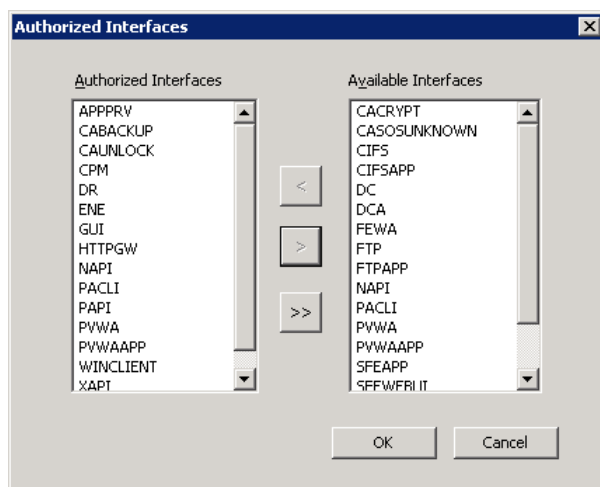 Authorized Interfaces
Authorized Interfaces
APPPRV
CABACKUP
CAUNLOCK
CPM
DR
ENE
GUI
HTTPGW
NAPI
PACLI
PAPI
PVWA
PVWAAPP
WINCLIENT
XAPI
<
>
>>
Available Interfaces
CACRYPT
CASOSUNKNOWN
CIFS
CIFSAPP
DC
DCA
FEWA
FTP
FTPAPP
NAPI
PACLI
PVWA
PVWAAPP
SFEAPP
SFEWEBUI
OK Cancel